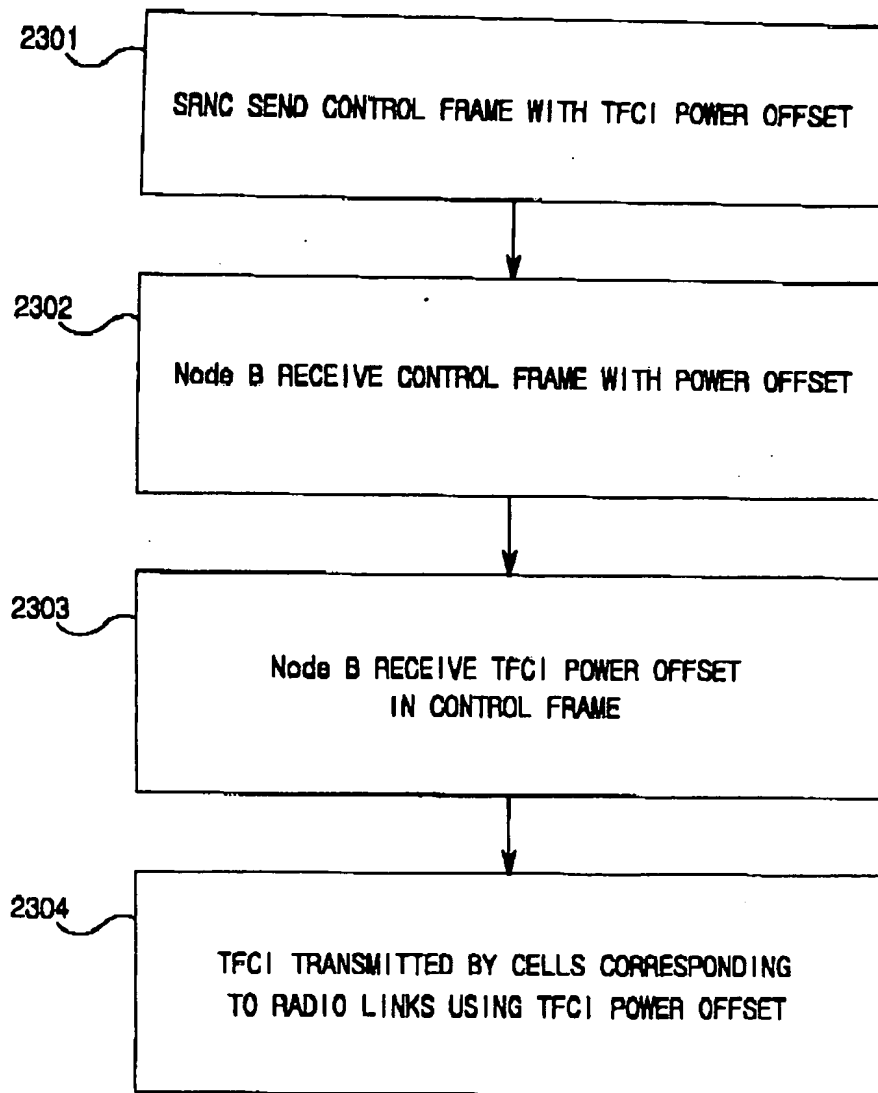 2301
SRNC SEND CONTROL FRAME WITH TFCI POWER OFFSET
2302
Node B RECEIVE CONTROL FRAME WITH POWER OFFSET
2303
Node B RECEIVE TFCI POWER OFFSET
IN CONTROL FRAME
2304
TFCI TRANSMITTED BY CELLS CORRESPONDING
TO RADIO LINKS USING TFCI POWER OFFSET